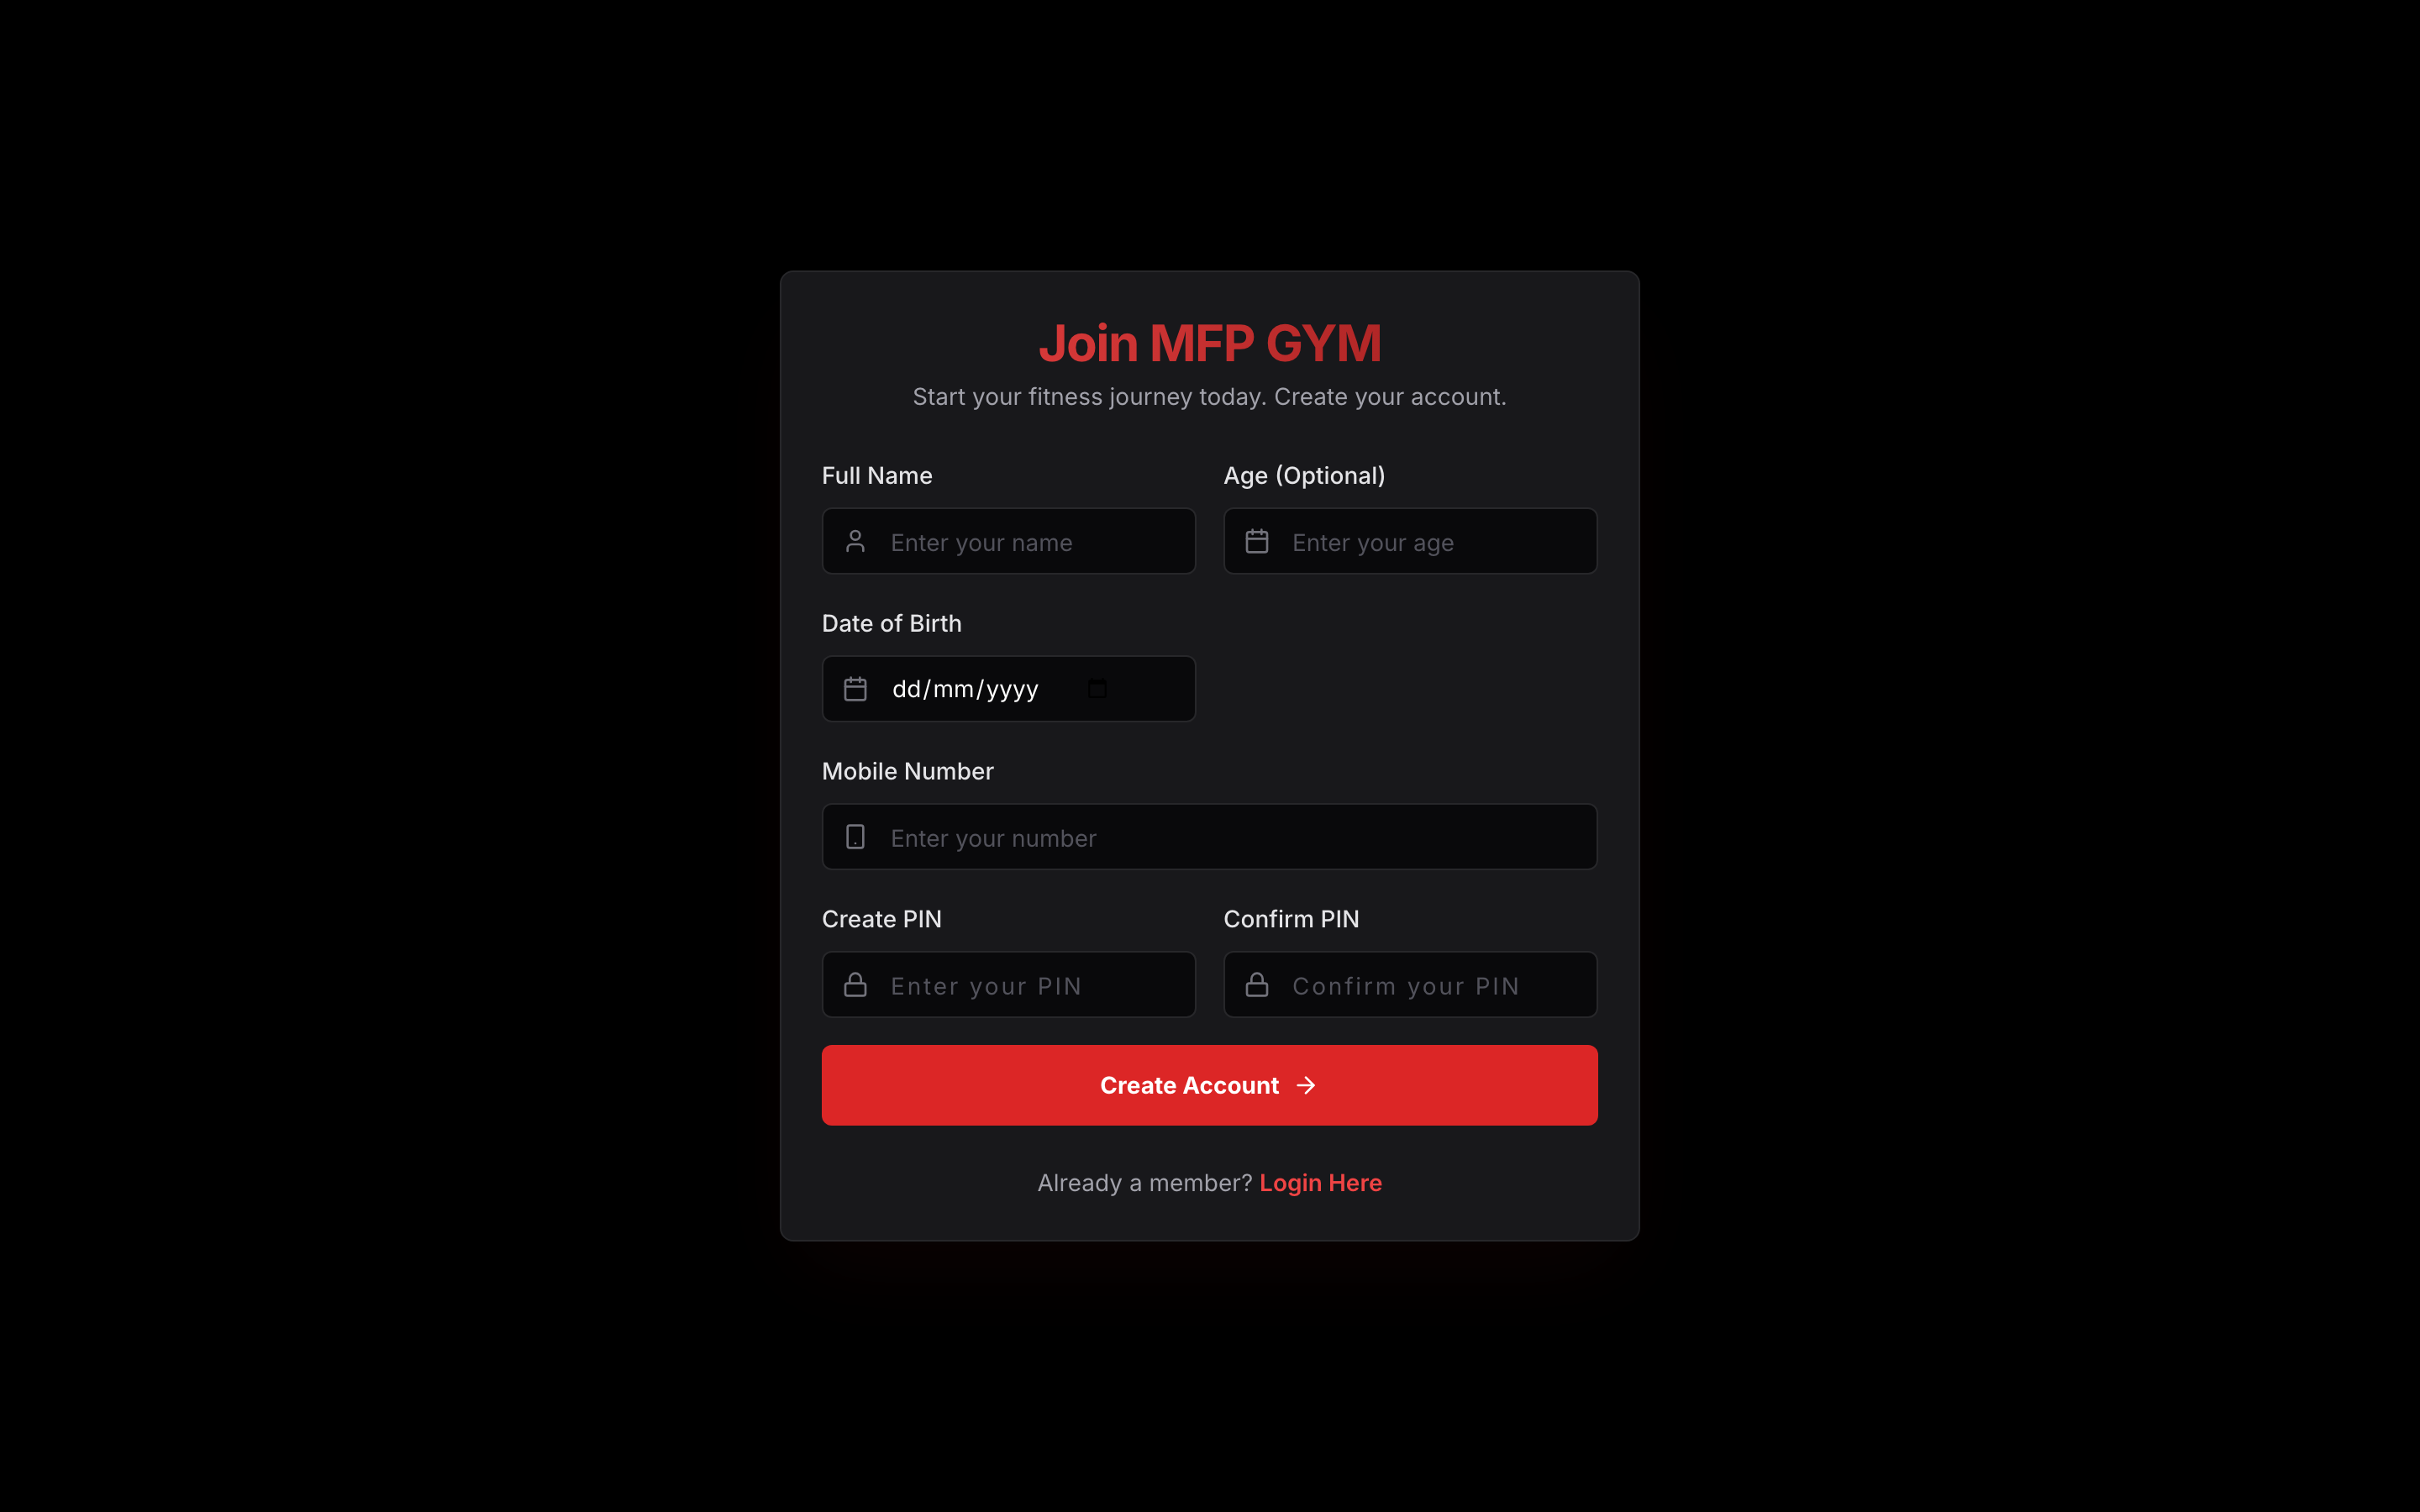 Join MFP GYM
Start your fitness journey today. Create your account.
Full Name
Age (Optional)
Enter your name
Enter your age
Date of Birth
dd/mm/yyyy
Mobile Number
Enter your number
Create PIN
Confirm PIN
Enter your PIN
Confirm your PIN
Create Account
Already a member? Login Here